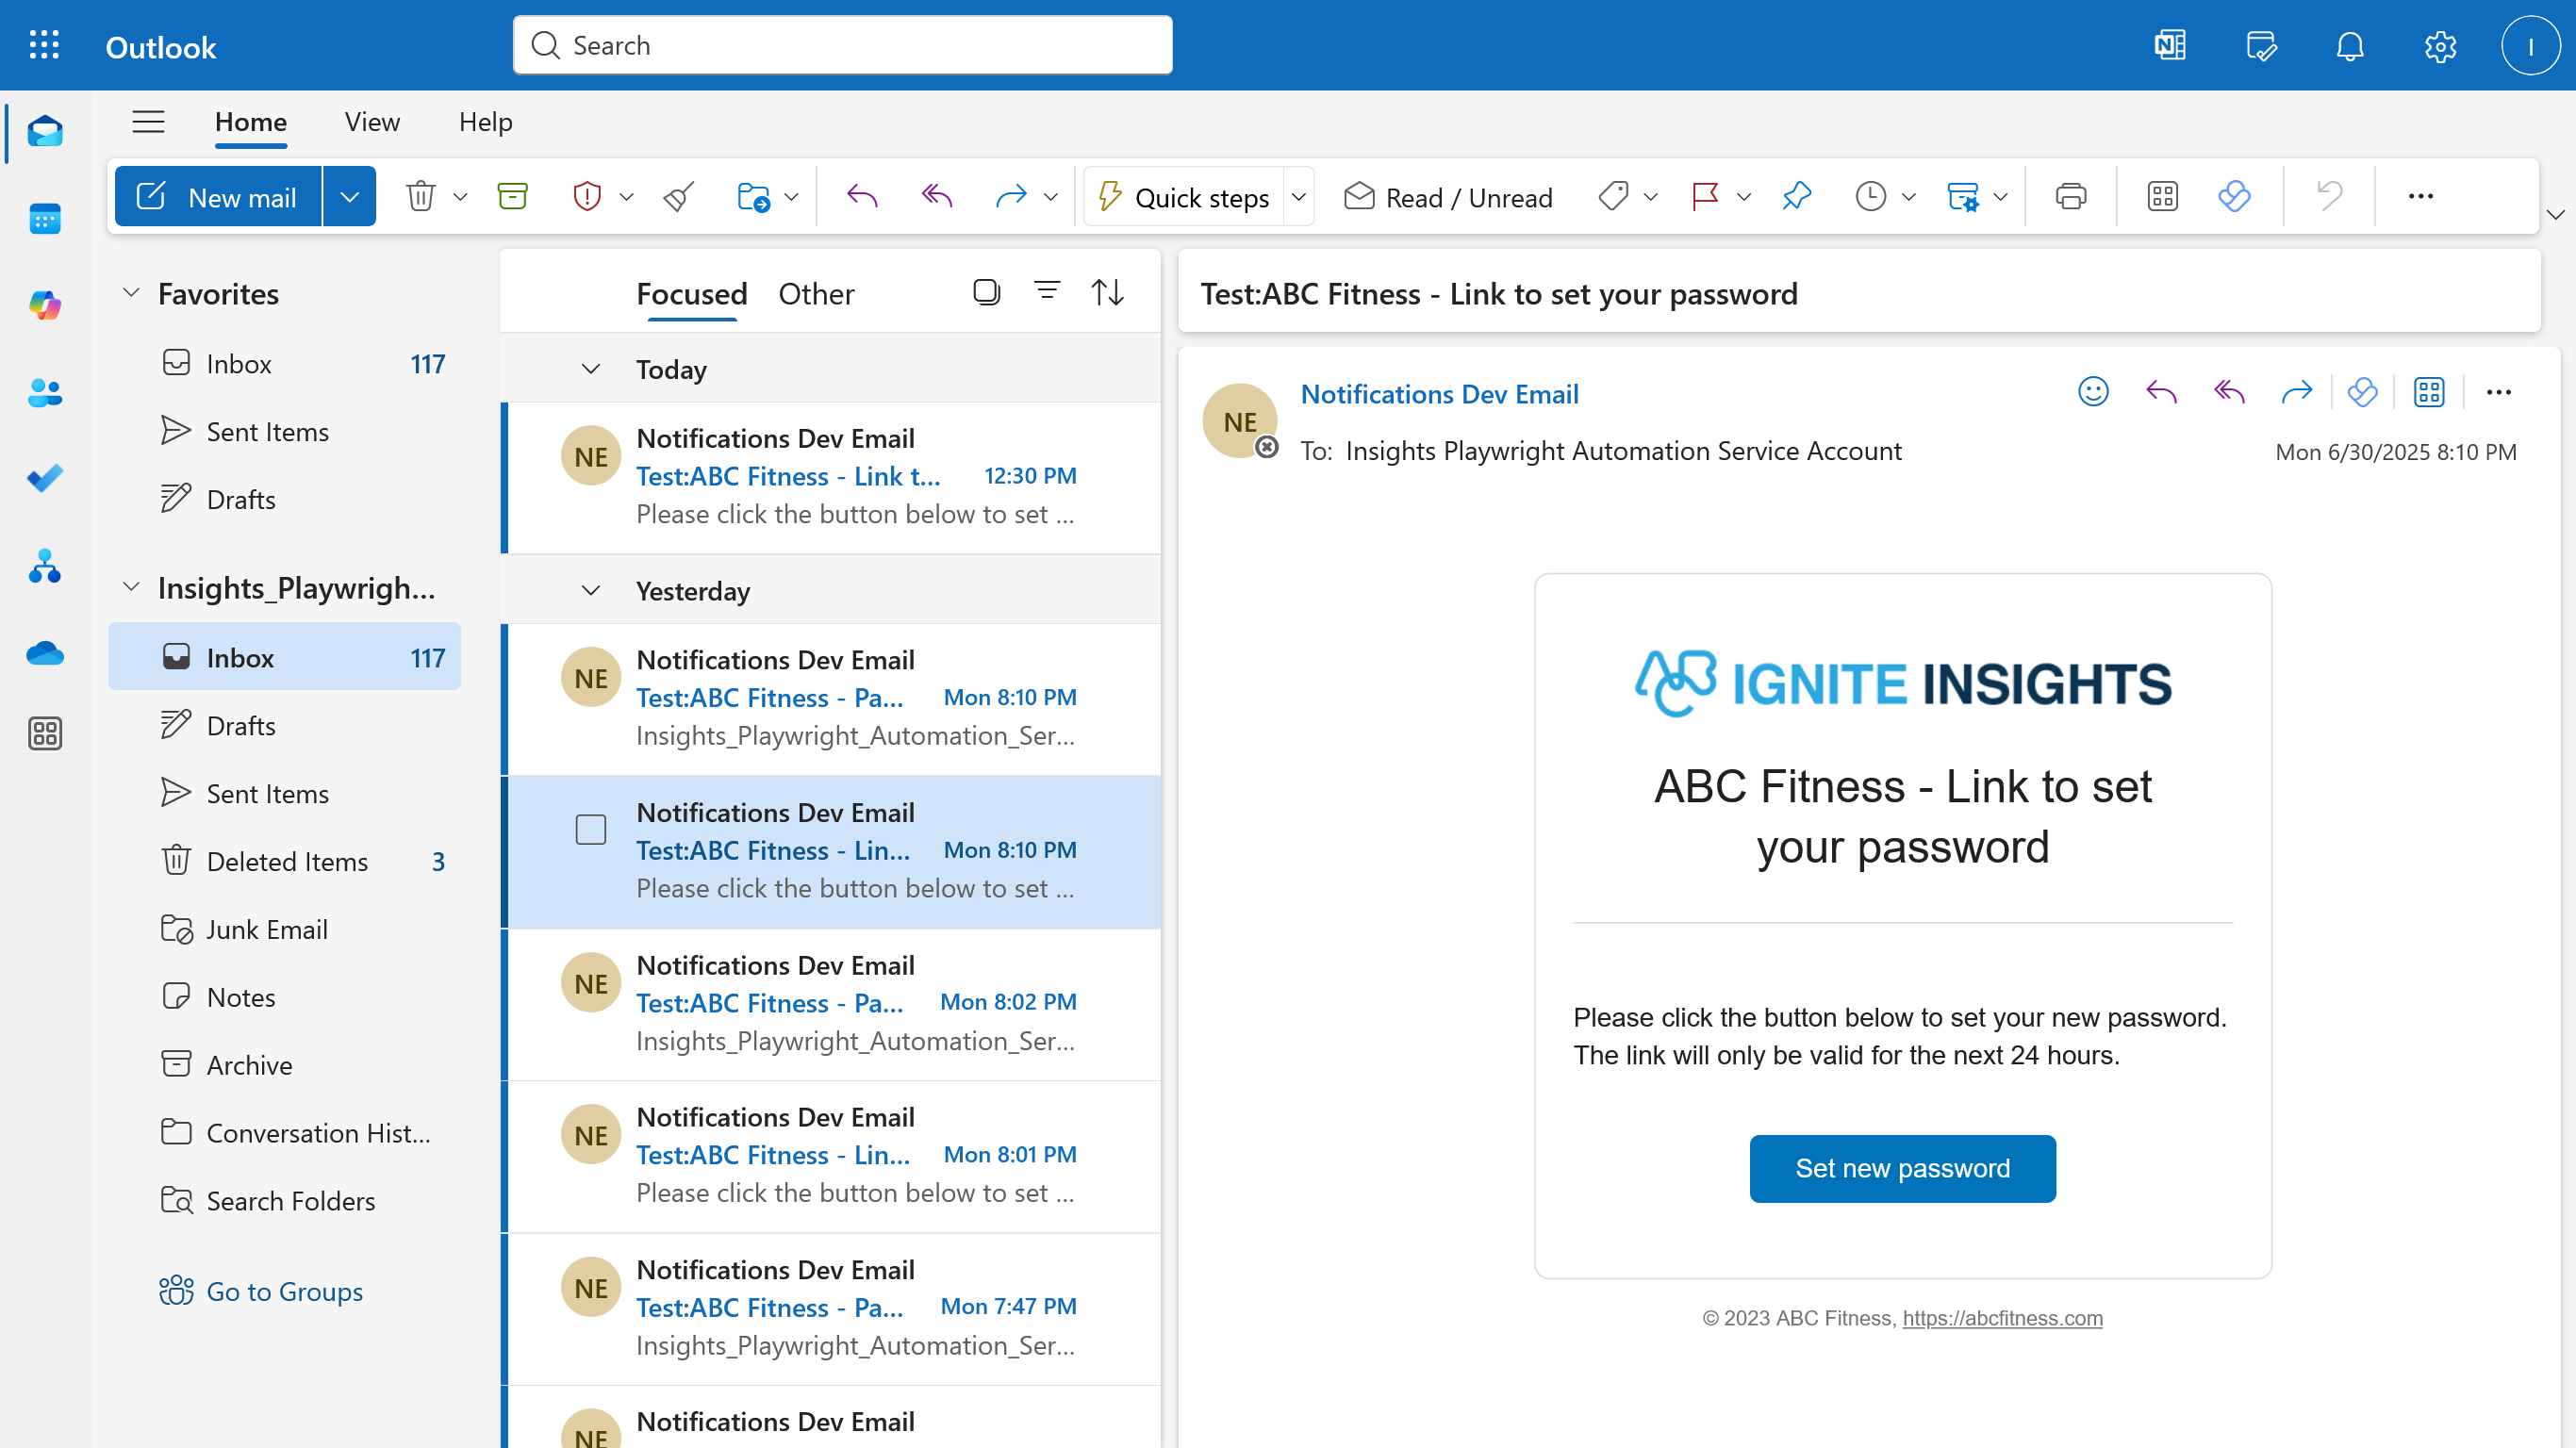 Outlook
Search
I
Home
View
Help
New mail
Quick steps
Read / Unread
Favorites
Inbox 117
Sent Items
Drafts
Insights_Playwrigh...
Inbox 117
Drafts
Sent Items
Deleted Items 3
Junk Email
Notes
Archive
Conversation Hist...
Search Folders
Go to Groups
Focused
Other
Today
NE
Notifications Dev Email
Test:ABC Fitness - Link t... 12:30 PM
Please click the button below to set ...
Yesterday
NE
Notifications Dev Email
Test:ABC Fitness - Pa... Mon 8:10 PM
Insights_Playwright_Automation_Ser...
Notifications Dev Email
Test:ABC Fitness - Lin... Mon 8:10 PM
Please click the button below to set ...
NE
Notifications Dev Email
Test:ABC Fitness - Pa... Mon 8:02 PM
Insights_Playwright_Automation_Ser...
NE
Notifications Dev Email
Test:ABC Fitness - Lin... Mon 8:01 PM
Please click the button below to set ...
NE
Notifications Dev Email
Test:ABC Fitness - Pa... Mon 7:47 PM
Insights_Playwright_Automation_Ser...
NE
Notifications Dev Email
Test:ABC Fitness - Link to set your password
NE
Notifications Dev Email
To: Insights Playwright Automation Service Account
Mon 6/30/2025 8:10 PM
IGNITE INSIGHTS
ABC Fitness - Link to set
your password
Please click the button below to set your new password.
The link will only be valid for the next 24 hours.
Set new password
© 2023 ABC Fitness, https://abcfitness.com